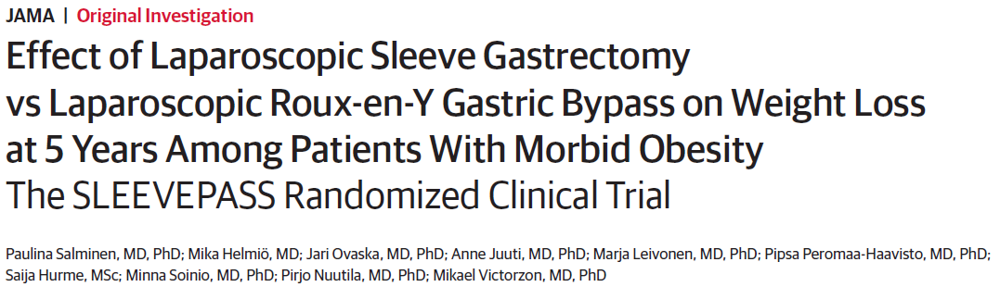 JAMA | Original Investigation
Effect of Laparoscopic Sleeve Gastrectomy
vs Laparoscopic Roux-en-Y Gastric Bypass on Weight Loss
at 5 Years Among Patients With Morbid Obesity
The SLEEVEPASS Randomized Clinical Trial
Paulina Salminen, MD, PhD; Mika Helmiö, MD; Jari Ovaska, MD, PhD; Anne Juuti, MD, PhD; Marja Leivonen, MD, PhD; Pipsa Peromaa-Haavisto, MD, PhD;
Saija Hurme, MSc; Minna Soinio, MD, PhD; Pirjo Nuutila, MD, PhD; Mikael Victorzon, MD, PhD